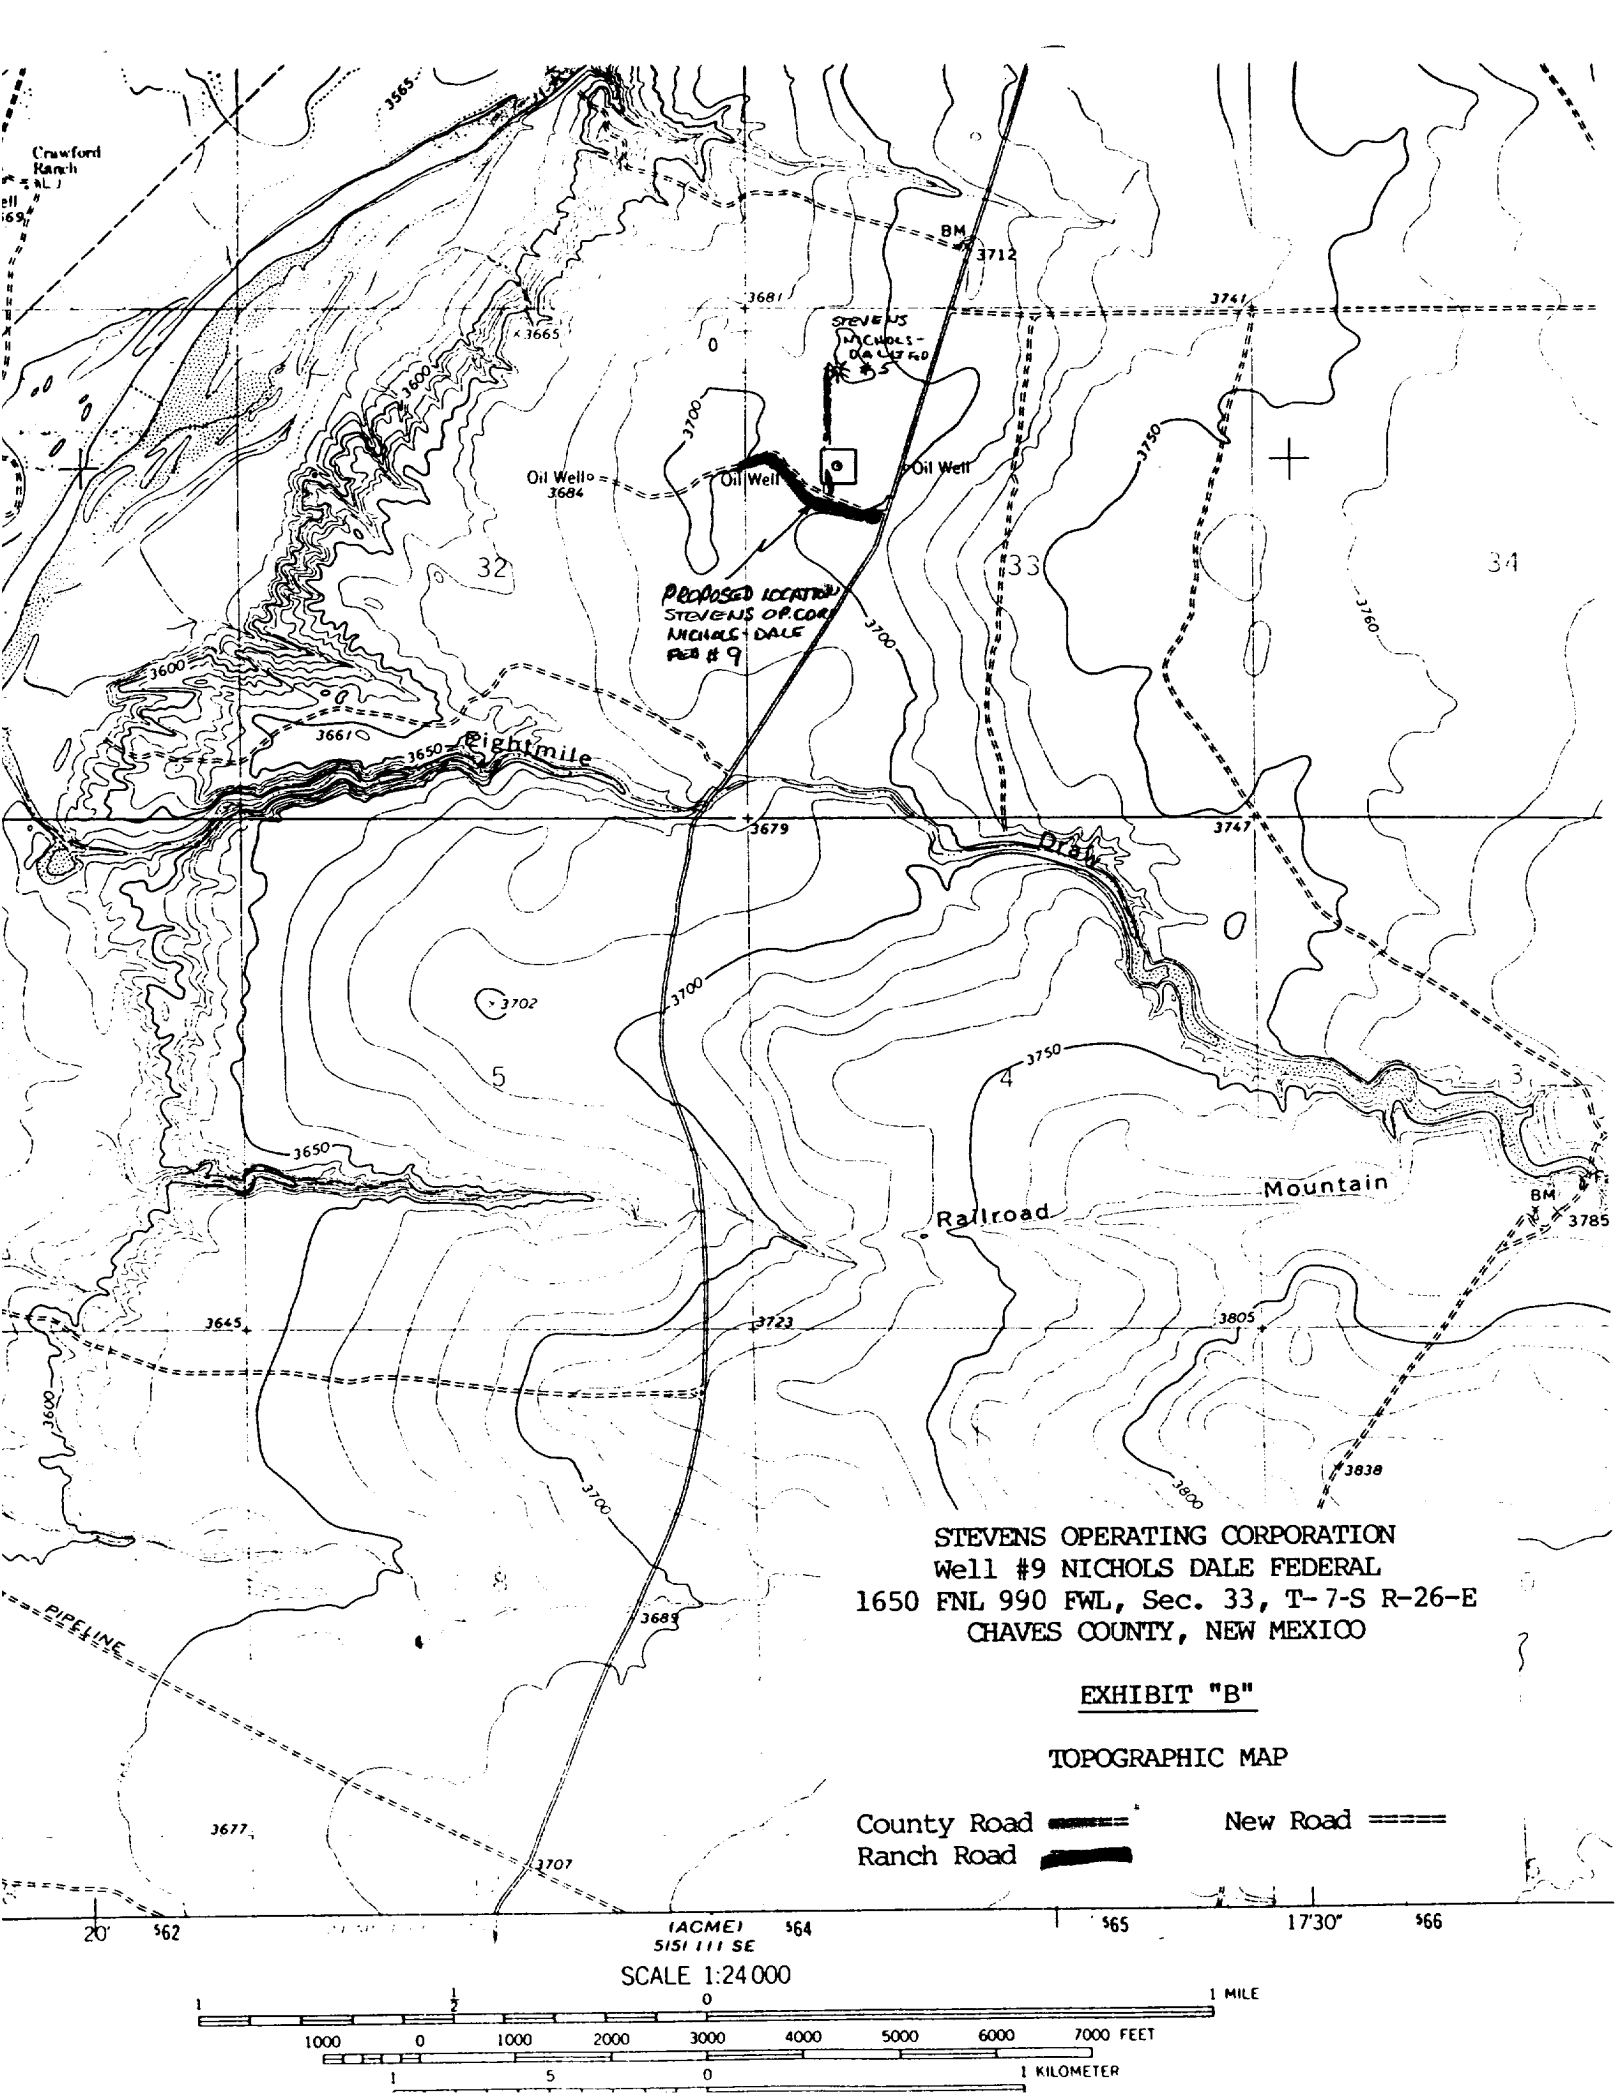 3565
Crawford
Ranch
ell
BM
3712
3681
3741
STEVENS
NICHOLS-
# 5
3665
3600
3700
3750
Oil Well
3684
Oil Well
Oil Well
32
33
34
PROPOSED LOCATION
STEVENS OP. CORP
NICHOLS-DALE
FED # 9
3700
3760
3600
3661
3650
Eightmile
3679
3747
Draw
3702
3700
5
3750
4
3
3650
Railroad
Mountain
BM
3785
3645
3723
3805
3600
3700
3800
3838
8
3689
PIPELINE
STEVENS OPERATING CORPORATION
Well #9 NICHOLS DALE FEDERAL
1650 FNL 990 FWL, Sec. 33, T-7-S R-26-E
CHAVES COUNTY, NEW MEXICO
EXHIBIT "B"
TOPOGRAPHIC MAP
County Road New Road
Ranch Road
3677
3707
20' 562 (ACME) 564 565 17'30" 566
5151 III SE
SCALE 1:24 000
1 ½ 0 1 MILE
1000 0 1000 2000 3000 4000 5000 6000 7000 FEET
1 5 0 1 KILOMETER